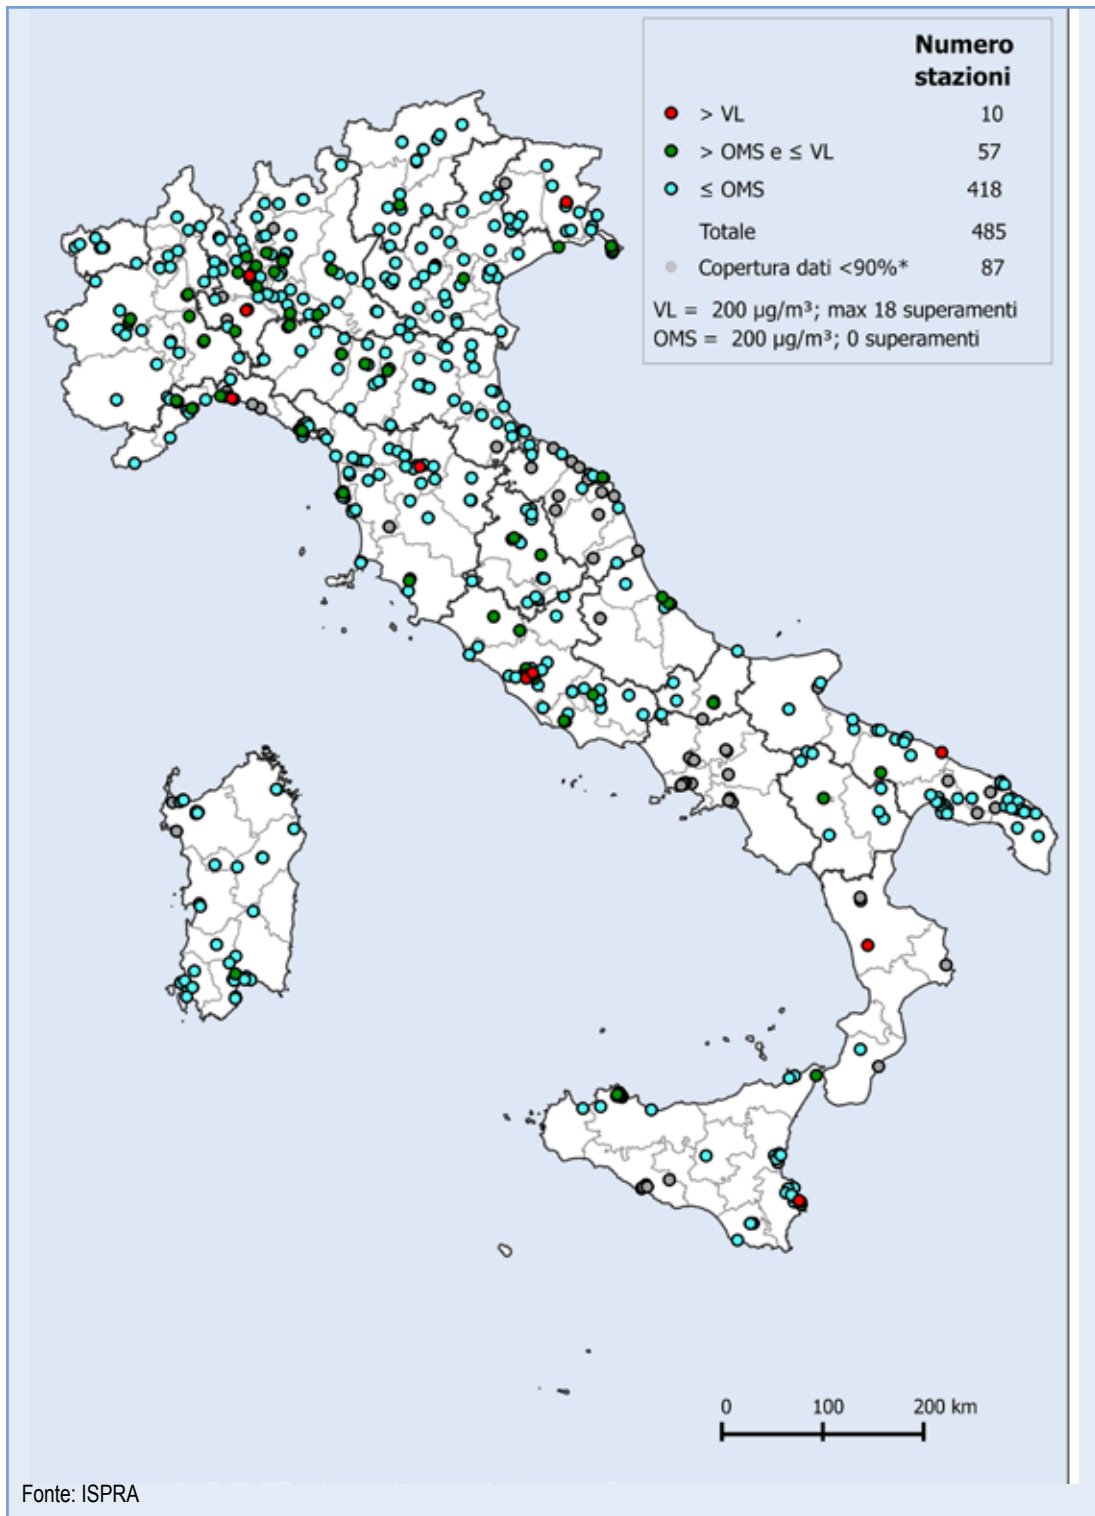 Numero
stazioni
> VL 10
> OMS e ≤ VL 57
≤ OMS 418
Totale 485
Copertura dati <90%* 87
VL = 200 µg/m³; max 18 superamenti
OMS = 200 µg/m³; 0 superamenti
0 100 200 km
Fonte: ISPRA